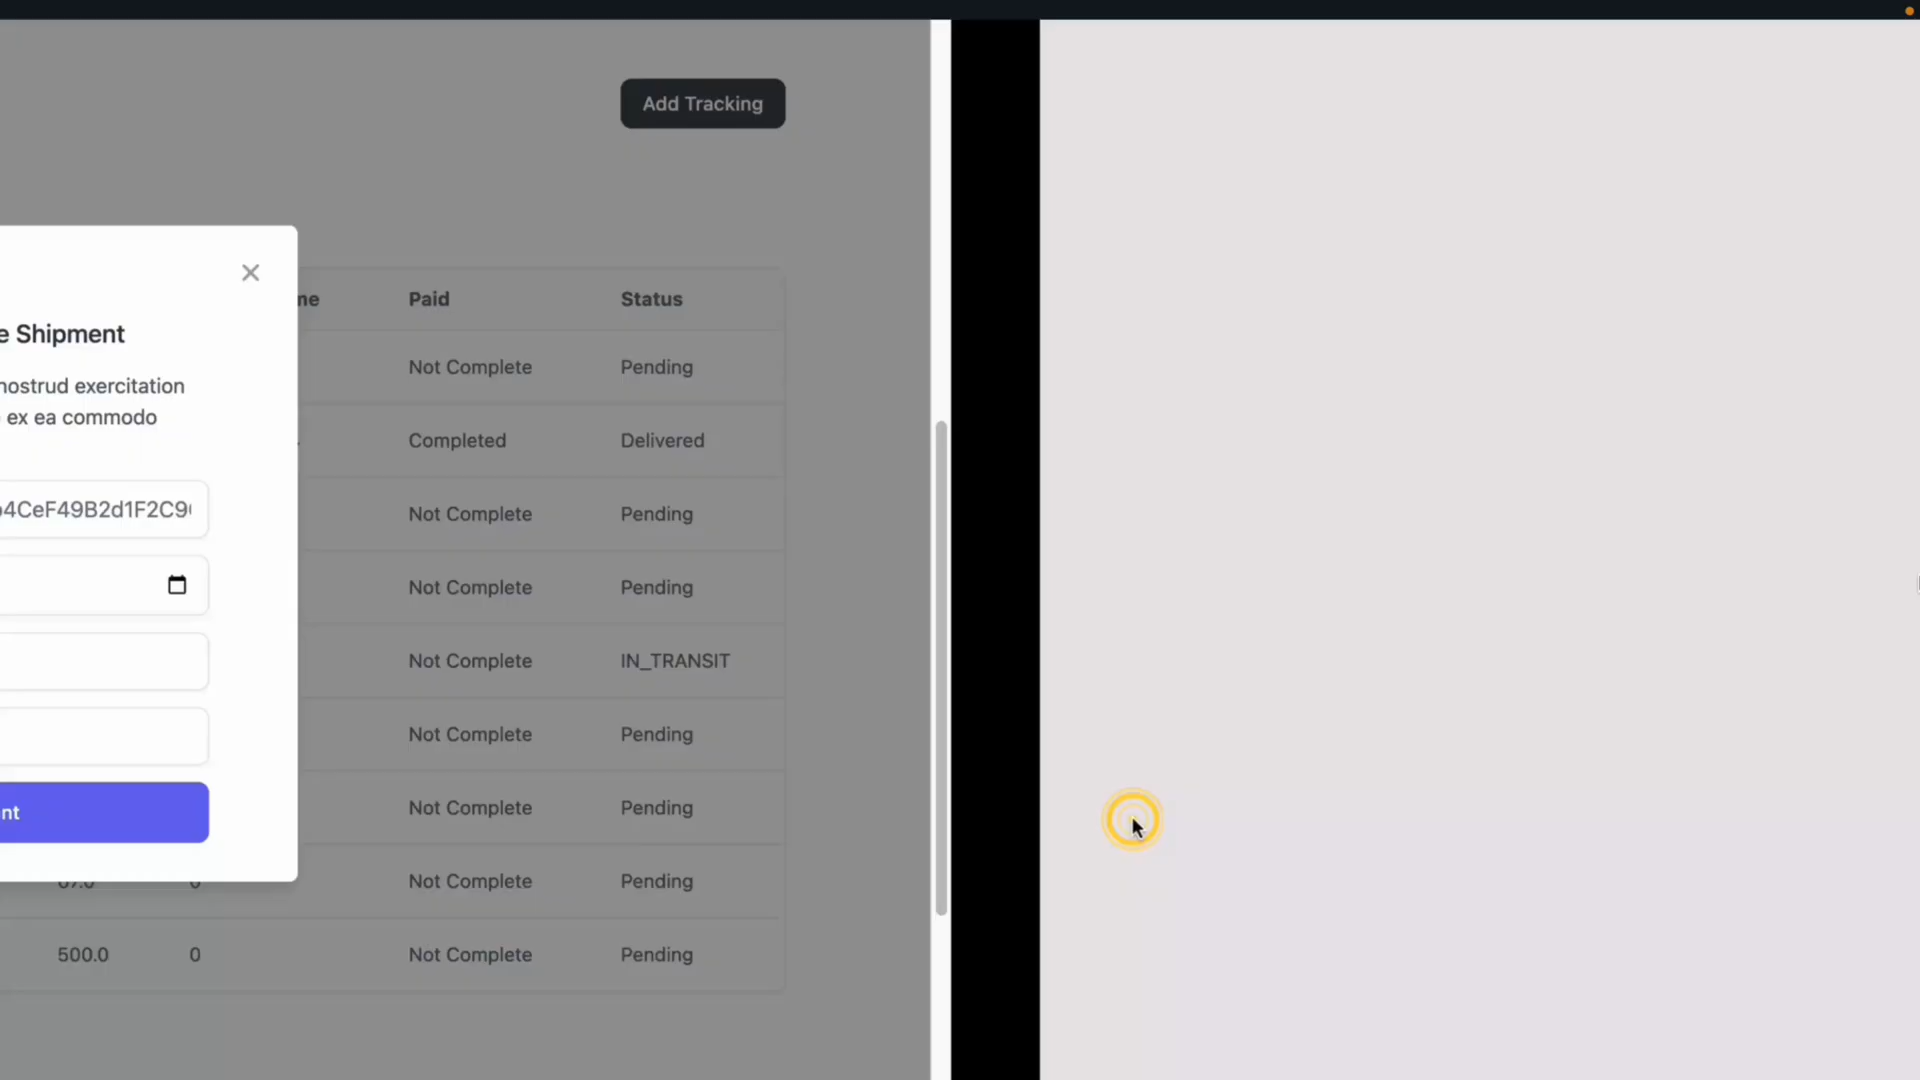 Add Tracking
Paid Status
e Shipment
Not Complete Pending
nostrud exercitation
ex ea commodo
Completed Delivered
Not Complete Pending
Not Complete Pending
Not Complete IN_TRANSIT
Not Complete Pending
Not Complete Pending
nt
Not Complete Pending
500.0 0 Not Complete Pending